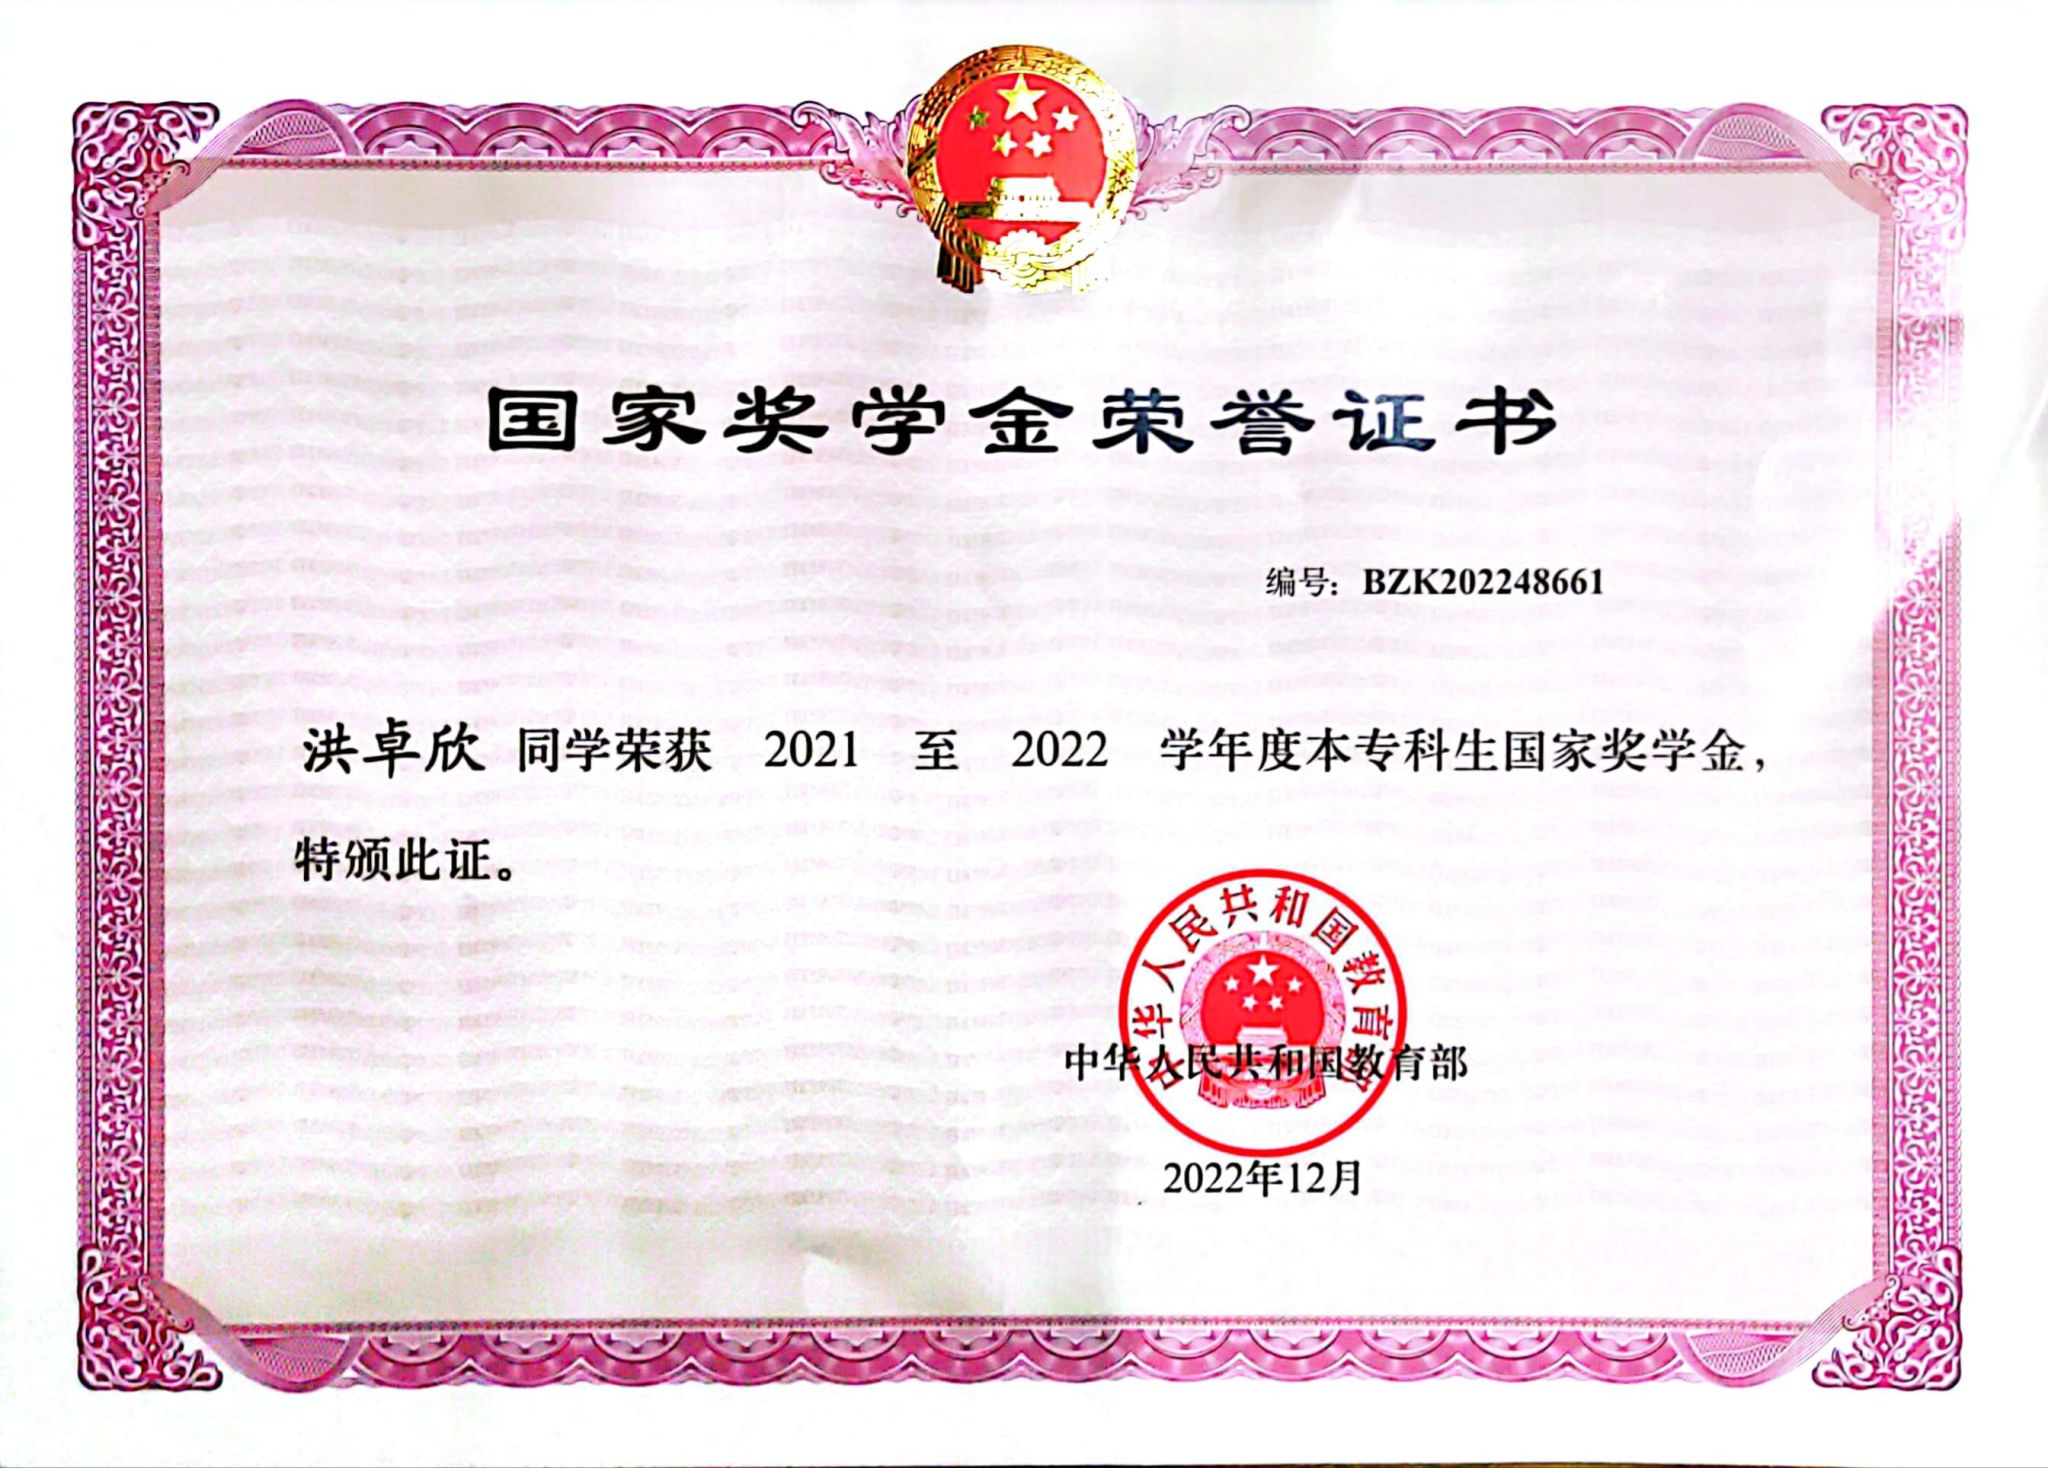 国家奖学金荣誉证书
编号：BZK202248661
洪卓欣 同学荣获 2021 至 2022 学年度本专科生国家奖学金，
特颁此证。
中华人民共和国教育部
中华人民共和国教育部
2022年12月